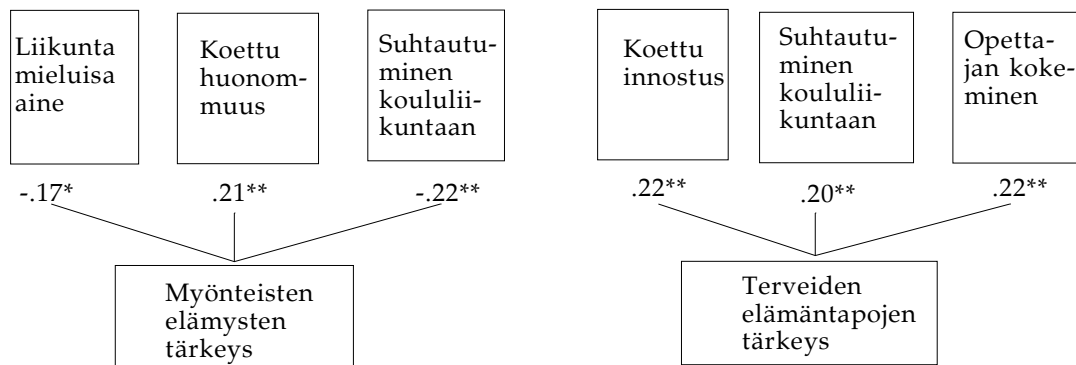 Liikunta
mieluisa
aine
Koettu
huonom-
muus
Suhtautu-
minen
koululii-
kuntaan
Koettu
innostus
Suhtautu-
minen
koululii-
kuntaan
Opetta-
jan koke-
minen
-.17*
.21**
-.22**
.22**
.20**
.22**
Myönteisten
elämysten
tärkeys
Terveiden
elämäntapojen
tärkeys